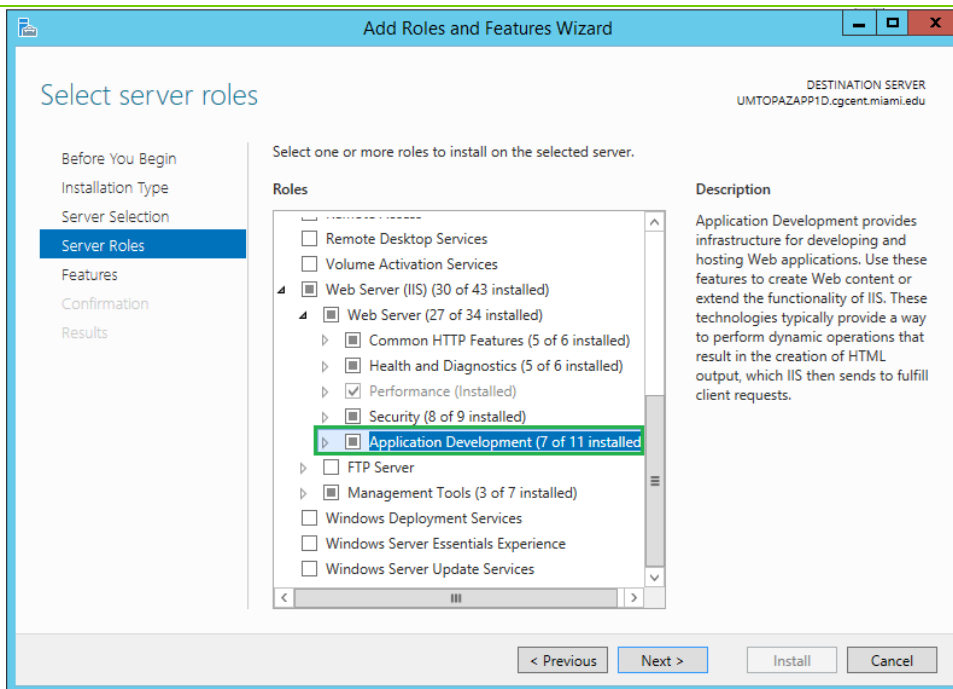 Add Roles and Features Wizard
Select server roles
DESTINATION SERVER
UMTOPAZAPP1D.cgcent.miami.edu
Before You Begin
Installation Type
Server Selection
Server Roles
Features
Confirmation
Results
Select one or more roles to install on the selected server.
Roles
Remote Desktop Services
Volume Activation Services
Web Server (IIS) (30 of 43 installed)
Web Server (27 of 34 installed)
Common HTTP Features (5 of 6 installed)
Health and Diagnostics (5 of 6 installed)
Performance (Installed)
Security (8 of 9 installed)
Application Development (7 of 11 installed
FTP Server
Management Tools (3 of 7 installed)
Windows Deployment Services
Windows Server Essentials Experience
Windows Server Update Services
Description
Application Development provides
infrastructure for developing and
hosting Web applications. Use these
features to create Web content or
extend the functionality of IIS. These
technologies typically provide a way
to perform dynamic operations that
result in the creation of HTML
output, which IIS then sends to fulfill
client requests.
< Previous
Next >
Install
Cancel